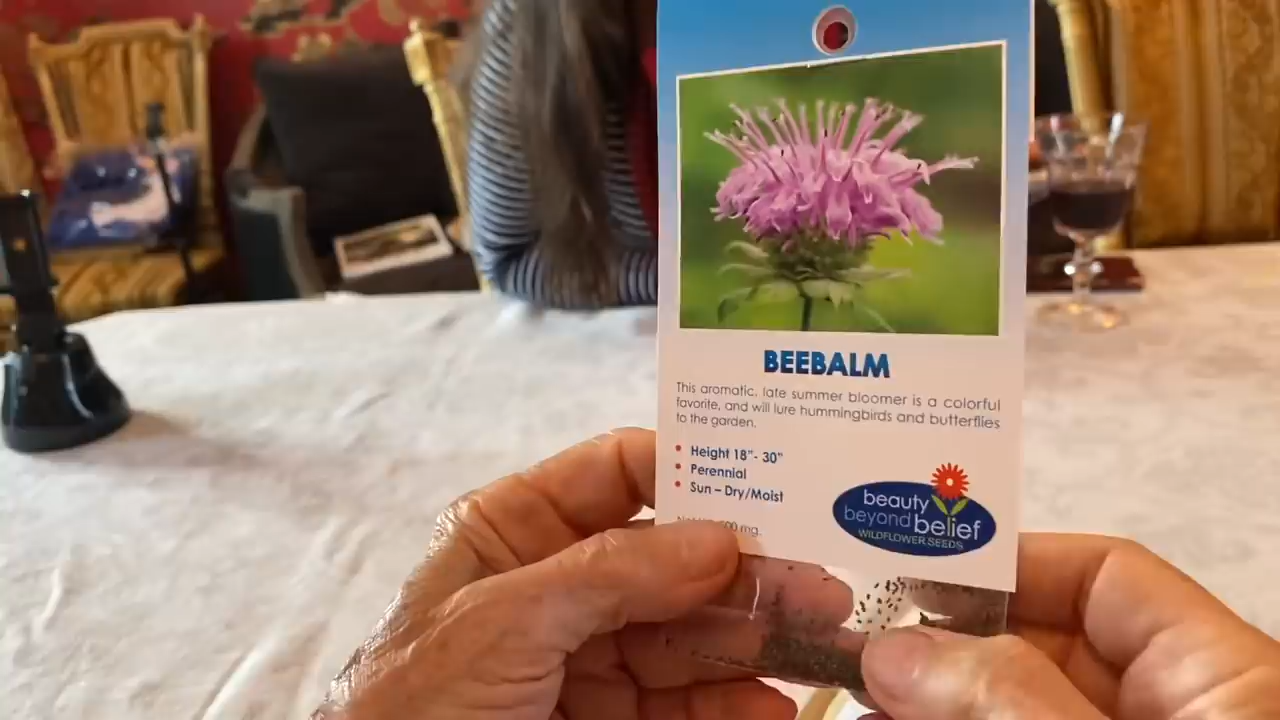 BEEBALM
This aromatic, late summer bloomer is a colorful
favorite, and will lure hummingbirds and butterflies
to the garden.
Height 18"- 30"
Perennial
Sun – Dry/Moist
mg.
beauty
beyond belief
WILDFLOWER SEEDS